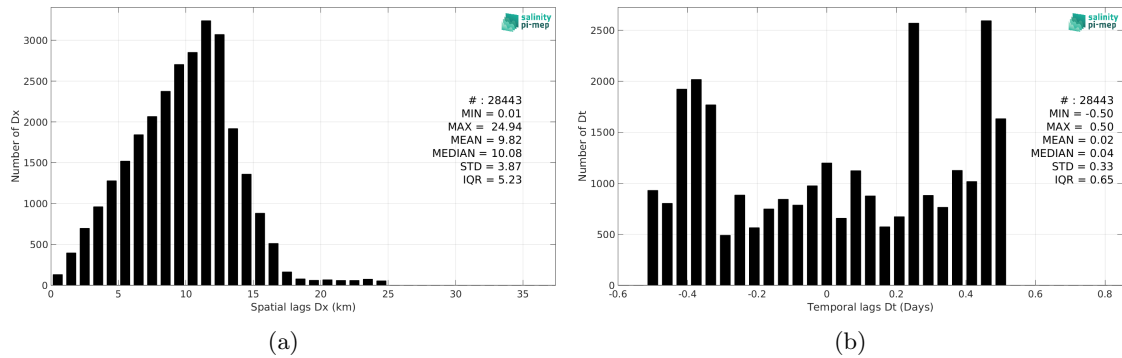 salinity
pi-mep
Number of Dx
3000
2500
2000
1500
1000
500
0
# : 28443
MIN = 0.01
MAX = 24.94
MEAN = 9.82
MEDIAN = 10.08
STD = 3.87
IQR = 5.23
0 5 10 15 20 25 30 35
Spatial lags Dx (km)
(a)
salinity
pi-mep
Number of Dt
2500
2000
1500
1000
500
0
# : 28443
MIN = -0.50
MAX = 0.50
MEAN = 0.02
MEDIAN = 0.04
STD = 0.33
IQR = 0.65
-0.6 -0.4 -0.2 0 0.2 0.4 0.6 0.8
Temporal lags Dt (Days)
(b)